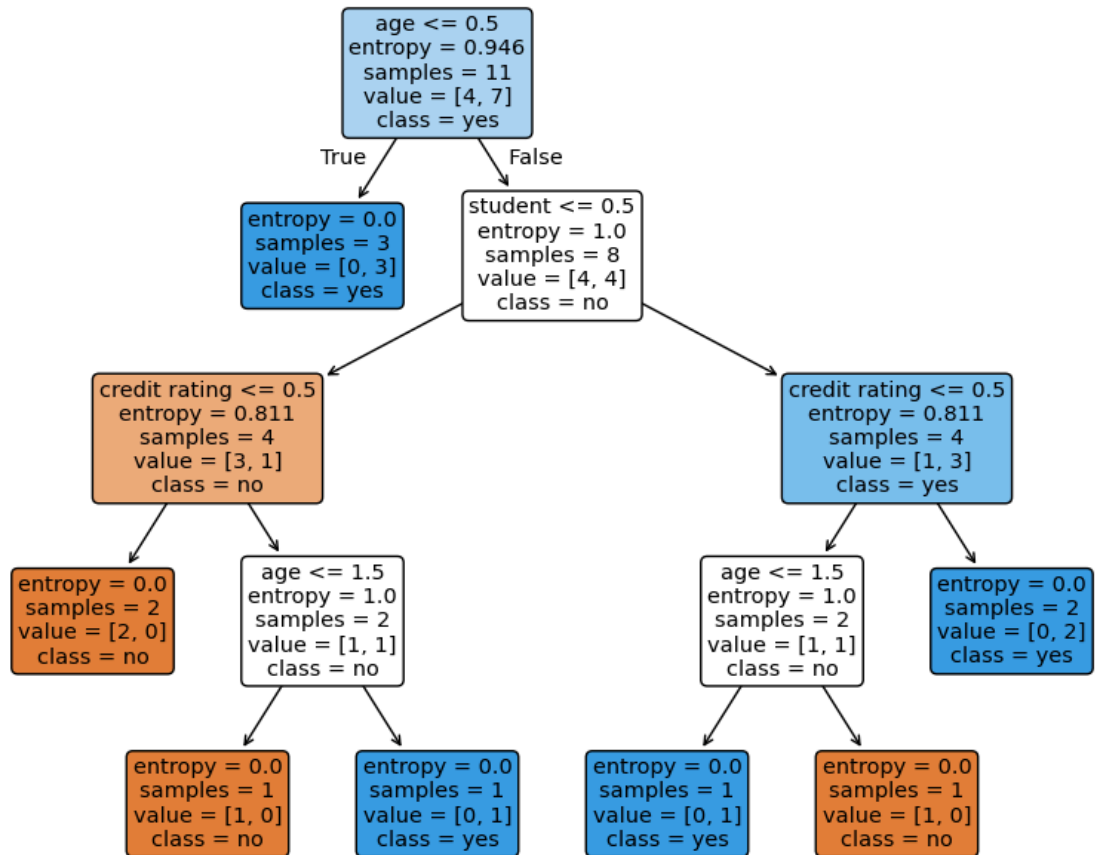 age <= 0.5
entropy = 0.946
samples = 11
value = [4, 7]
class = yes
True
False
entropy = 0.0
samples = 3
value = [0, 3]
class = yes
student <= 0.5
entropy = 1.0
samples = 8
value = [4, 4]
class = no
credit rating <= 0.5
entropy = 0.811
samples = 4
value = [3, 1]
class = no
credit rating <= 0.5
entropy = 0.811
samples = 4
value = [1, 3]
class = yes
entropy = 0.0
samples = 2
value = [2, 0]
class = no
age <= 1.5
entropy = 1.0
samples = 2
value = [1, 1]
class = no
age <= 1.5
entropy = 1.0
samples = 2
value = [1, 1]
class = no
entropy = 0.0
samples = 2
value = [0, 2]
class = yes
entropy = 0.0
samples = 1
value = [1, 0]
class = no
entropy = 0.0
samples = 1
value = [0, 1]
class = yes
entropy = 0.0
samples = 1
value = [0, 1]
class = yes
entropy = 0.0
samples = 1
value = [1, 0]
class = no